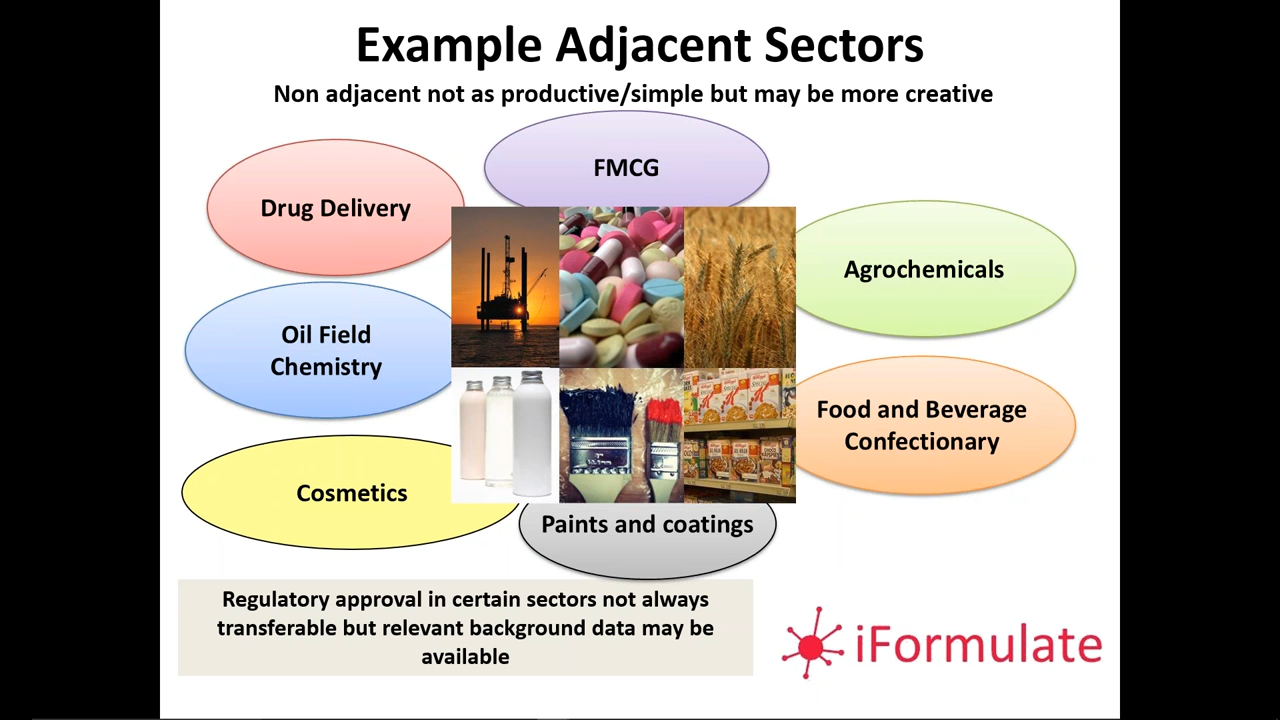 Example Adjacent Sectors
Non adjacent not as productive/simple but may be more creative
FMCG
Drug Delivery
Agrochemicals
Oil Field
Chemistry
Food and Beverage
Confectionary
Cosmetics
Paints and coatings
Regulatory approval in certain sectors not always
transferable but relevant background data may be
available
iFormulate